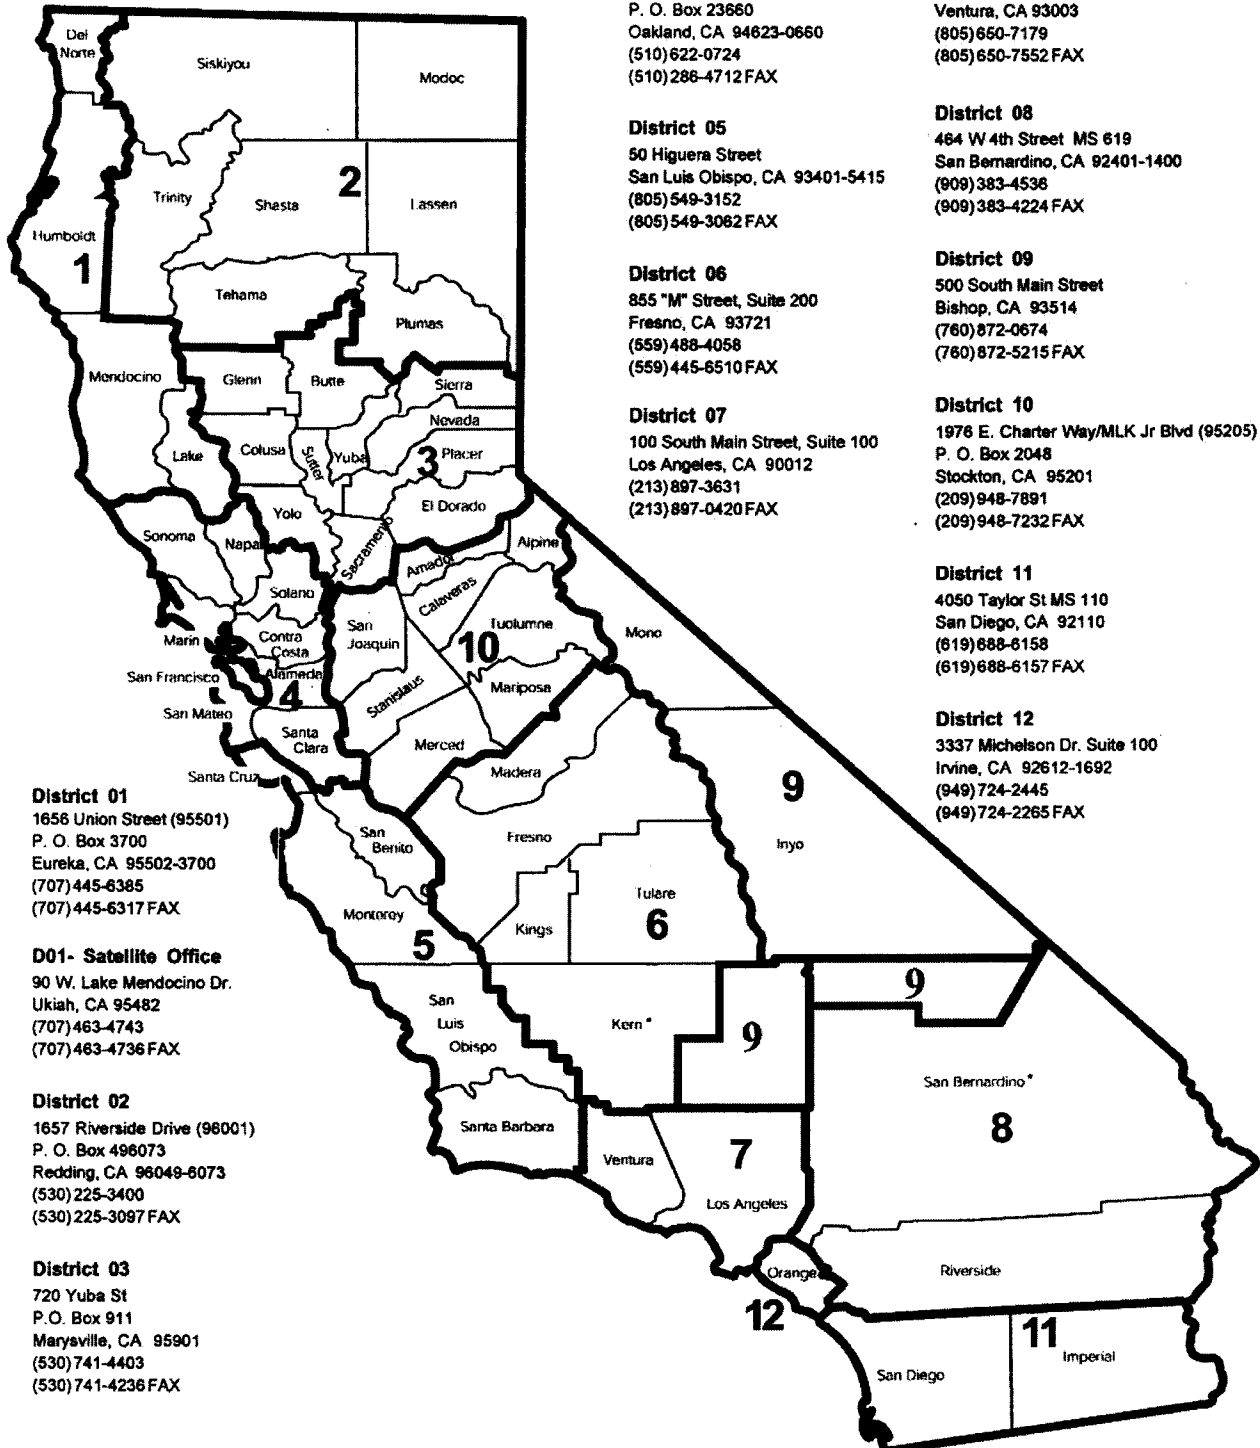 P. O. Box 23660
Oakland, CA 94623-0660
(510)622-0724
(510)286-4712 FAX
District 05
50 Higuera Street
San Luis Obispo, CA 93401-5415
(805)549-3152
(805)549-3062 FAX
District 06
855 "M" Street, Suite 200
Fresno, CA 93721
(559)488-4058
(559)445-6510 FAX
District 07
100 South Main Street, Suite 100
Los Angeles, CA 90012
(213)897-3631
(213)897-0420 FAX
Ventura, CA 93003
(805)650-7179
(805)650-7552 FAX
District 08
464 W 4th Street MS 619
San Bernardino, CA 92401-1400
(909)383-4536
(909)383-4224 FAX
District 09
500 South Main Street
Bishop, CA 93514
(760)872-0674
(760)872-5215 FAX
District 10
1976 E. Charter Way/MLK Jr Blvd (95205)
P. O. Box 2048
Stockton, CA 95201
(209)948-7891
(209)948-7232 FAX
District 11
4050 Taylor St MS 110
San Diego, CA 92110
(619)688-6158
(619)688-6157 FAX
District 12
3337 Michelson Dr. Suite 100
Irvine, CA 92612-1692
(949)724-2445
(949)724-2265 FAX
Del
Norte
Siskiyou
Modoc
Trinity
Shasta
2
Lassen
Humboldt
1
Tehama
Plumas
Mendocino
Glenn
Butte
Sierra
Nevada
Lake
Colusa
Sutter
Yuba
3
Placer
El Dorado
Yolo
Sonoma
Napa
Sacramento
Alpine
Amador
Solano
Calaveras
Marin
Contra
Costa
San
Joaquin
Tuolumne
Mono
10
San Francisco
Alameda
4
Stanislaus
Mariposa
San Mateo
Santa
Clara
Merced
Santa Cruz
Madera
9
San
Benito
Fresno
Inyo
Monterey
Kings
Tulare
6
5
9
San
Luis
Obispo
Kern*
9
San Bernardino*
Santa Barbara
8
Ventura
7
Los Angeles
Orange
Riverside
12
11
San Diego
Imperial
District 01
1656 Union Street (95501)
P. O. Box 3700
Eureka, CA 95502-3700
(707)445-6385
(707)445-6317 FAX
D01- Satellite Office
90 W. Lake Mendocino Dr.
Ukiah, CA 95482
(707)463-4743
(707)463-4736 FAX
District 02
1657 Riverside Drive (96001)
P. O. Box 496073
Redding, CA 96049-6073
(530)225-3400
(530)225-3097 FAX
District 03
720 Yuba St
P.O. Box 911
Marysville, CA 95901
(530)741-4403
(530)741-4236 FAX